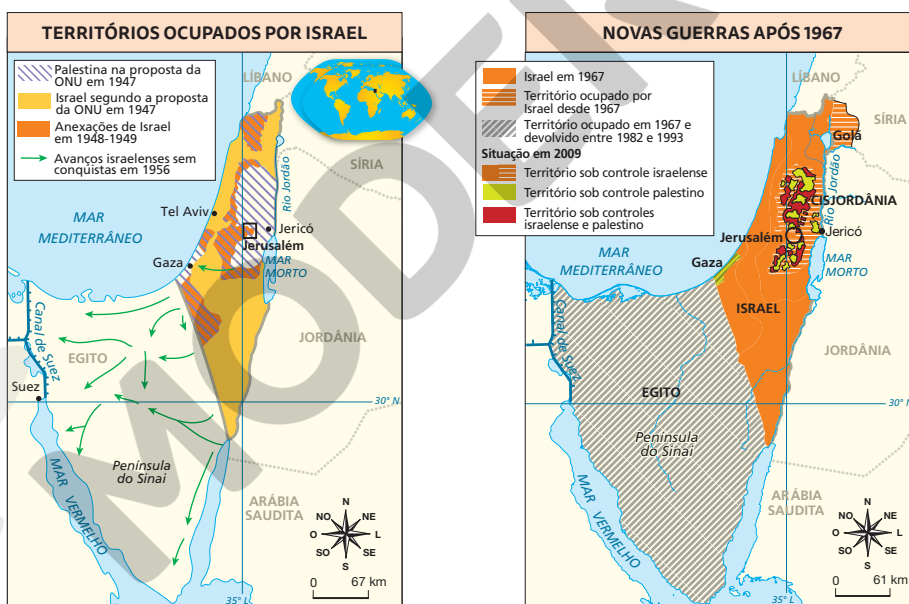 TERRITÓRIOS OCUPADOS POR ISRAEL
Palestina na proposta da
ONU em 1947
Israel segundo a proposta
da ONU em 1947
Anexações de Israel
em 1948-1949
Avanços israelenses sem
conquistas em 1956
LÍBANO
SÍRIA
Rio Jordão
Tel Aviv
MAR
MEDITERRÂNEO
Jericó
Jerusalém
Gaza
MAR
MORTO
Canal de Suez
EGITO
JORDÂNIA
Suez
30° N
Península
do Sinai
MAR VERMELHO
ARÁBIA
SAUDITA
N
NO
NE
O
L
SO
SE
S
0
67 km
35° L
NOVAS GUERRAS APÓS 1967
Israel em 1967
Território ocupado por
Israel desde 1967
Território ocupado em 1967 e
devolvido entre 1982 e 1993
Situação em 2009
Território sob controle israelense
Território sob controle palestino
Território sob controles
israelense e palestino
LÍBANO
SÍRIA
Golã
Rio Jordão
CISJORDÂNIA
MAR
MEDITERRÂNEO
Jerusalém
Jericó
Gaza
MAR
MORTO
ISRAEL
Canal de Suez
JORDÂNIA
EGITO
30° N
Península
do Sinai
MAR VERMELHO
ARÁBIA
SAUDITA
N
NO
NE
O
L
SO
SE
S
0
61 km
35° L
MODER